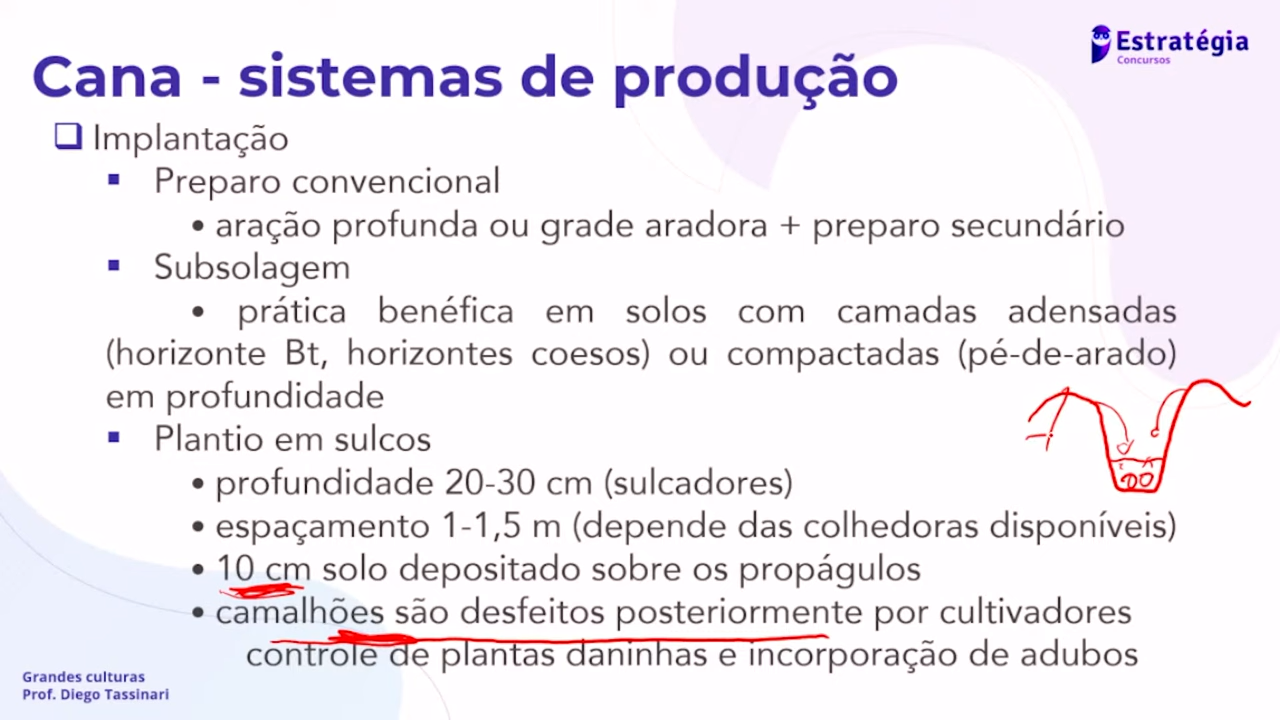 Estratégia
Concursos
Cana - sistemas de produção
❑ Implantação
▪ Preparo convencional
• aração profunda ou grade aradora + preparo secundário
▪ Subsolagem
• prática benéfica em solos com camadas adensadas
(horizonte Bt, horizontes coesos) ou compactadas (pé-de-arado)
em profundidade
▪ Plantio em sulcos
• profundidade 20-30 cm (sulcadores)
• espaçamento 1-1,5 m (depende das colhedoras disponíveis)
• 10 cm solo depositado sobre os propágulos
• camalhões são desfeitos posteriormente por cultivadores
controle de plantas daninhas e incorporação de adubos
Grandes culturas
Prof. Diego Tassinari